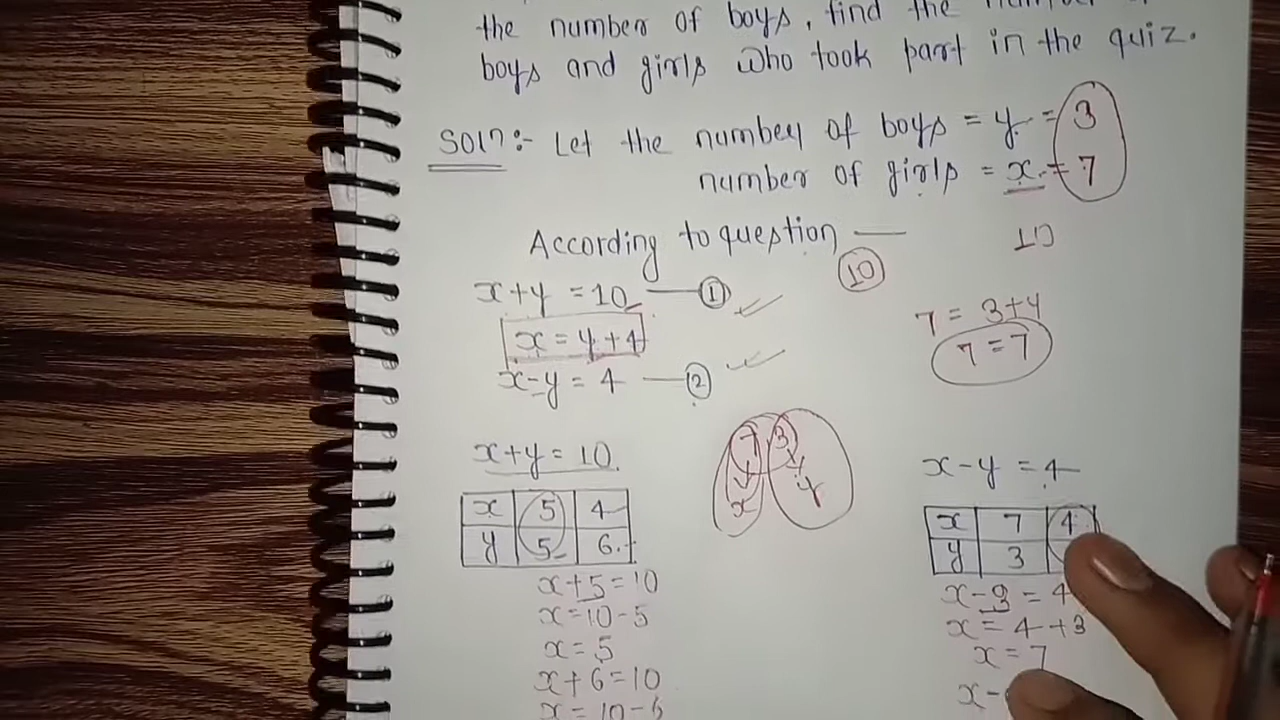 the number of boys, find the
boys and girls who took part in the quiz.
Soln:- Let the number of boys = y = 3
number of girls = x = 7
10
According to question —
10
x+y = 10 — 1
x = y + 4
x-y = 4 — 2
7 = 3+4
7 = 7
7 3
x y
x+y = 10
x 5 4
y 5 6
x+5=10
x=10-5
x = 5
x+6=10
x-y = 4
x 7 4
y 3
x-3 = 4
x = 4+3
x = 7
x-